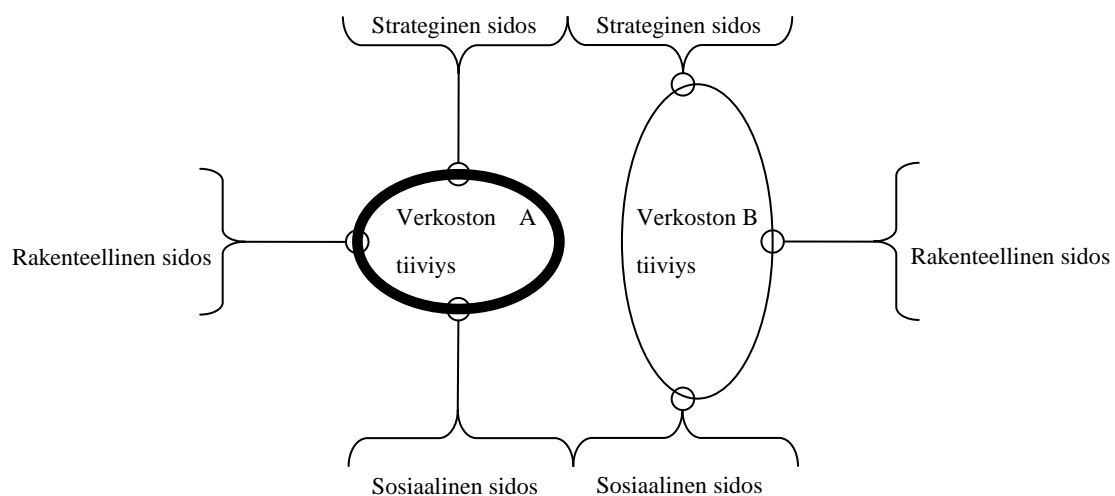 Strateginen sidos
Strateginen sidos
Verkoston A
tiiviys
Verkoston B
tiiviys
Rakenteellinen sidos
Rakenteellinen sidos
Sosiaalinen sidos
Sosiaalinen sidos